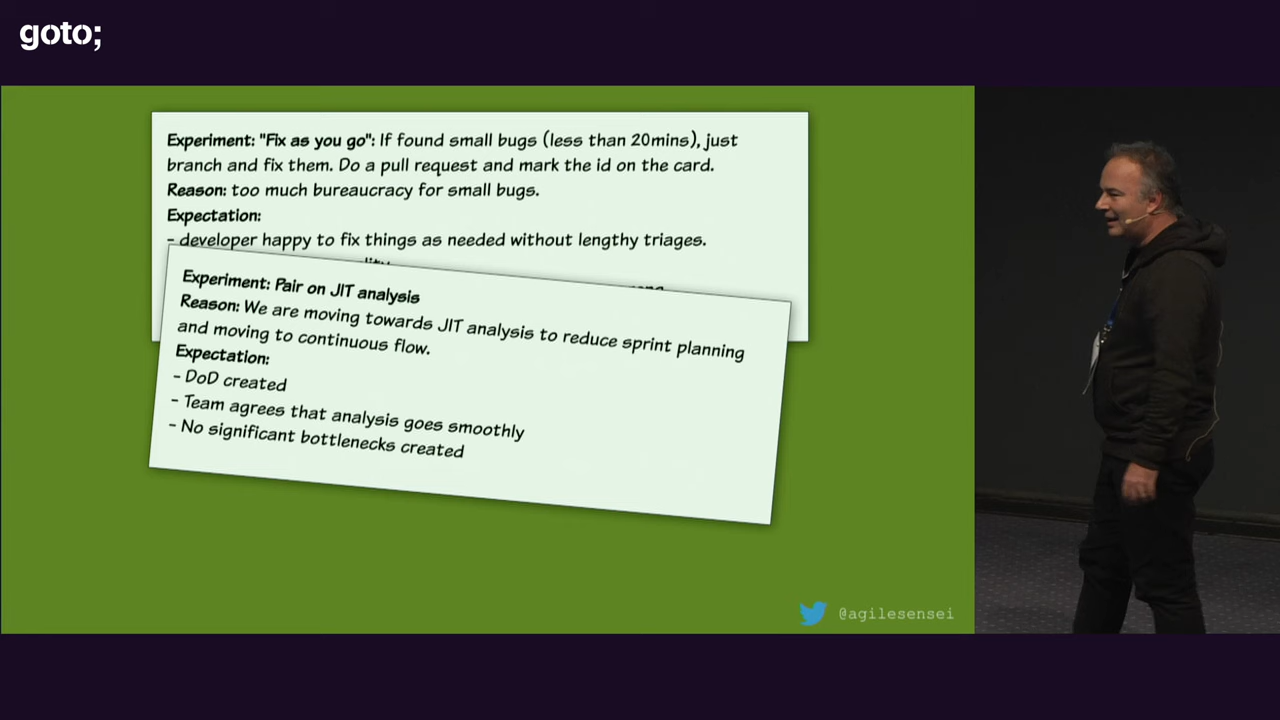 goto;
Experiment: "Fix as you go": If found small bugs (less than 20mins), just
branch and fix them. Do a pull request and mark the id on the card.
Reason: too much bureaucracy for small bugs.
Expectation:
- developer happy to fix things as needed without lengthy triages.
Experiment: Pair on JIT analysis
Reason: We are moving towards JIT analysis to reduce sprint planning
and moving to continuous flow.
Expectation:
- DoD created
- Team agrees that analysis goes smoothly
- No significant bottlenecks created
@agilesensei